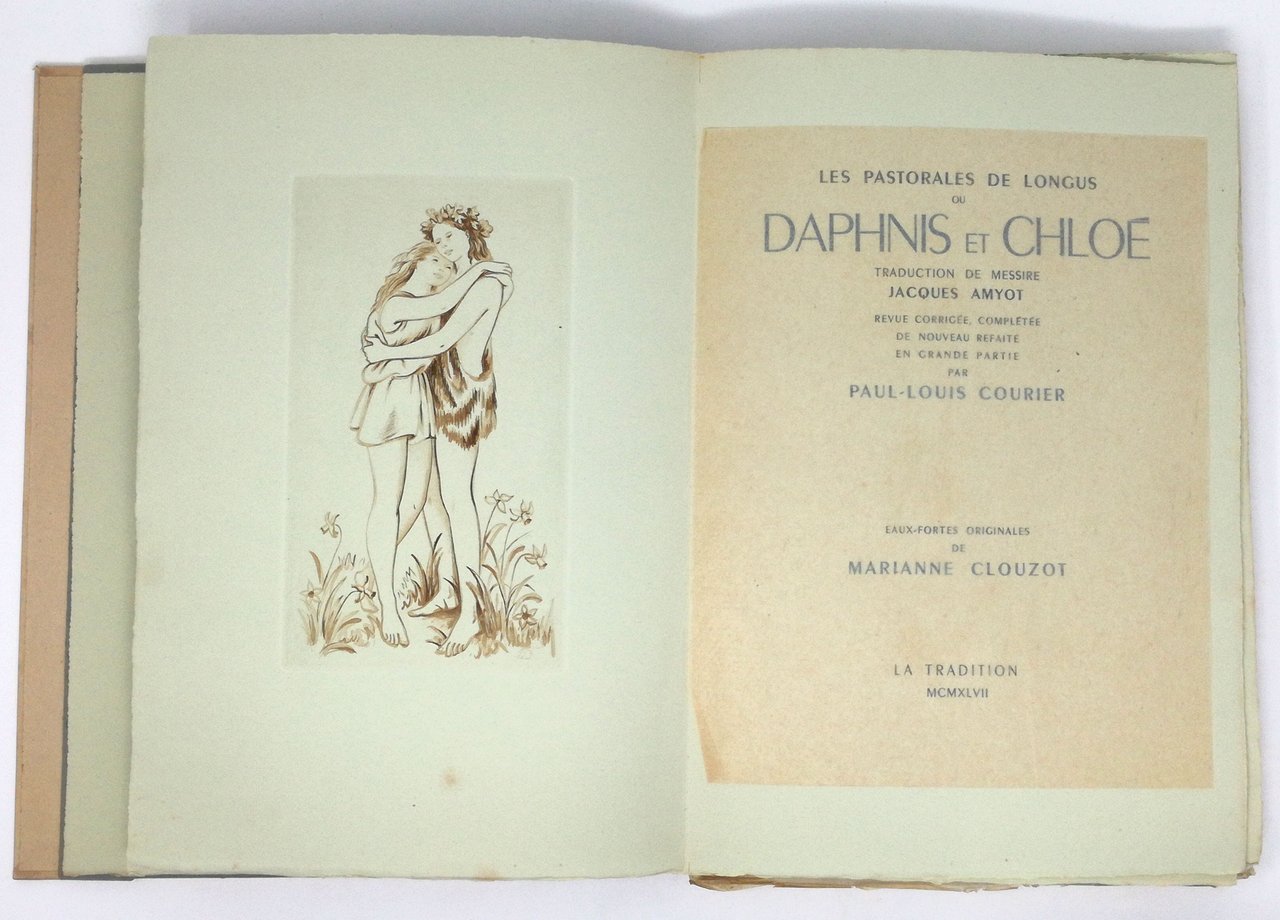 LES PASTORALES DE LONGUS
OU
DAPHNIS ET CHLOÉ
TRADUCTION DE MESSIRE
JACQUES AMYOT
REVUE CORRIGÉE, COMPLÉTÉE
DE NOUVEAU REFAITE
EN GRANDE PARTIE
PAR
PAUL-LOUIS COURIER
EAUX-FORTES ORIGINALES
DE
MARIANNE CLOUZOT
LA TRADITION
MCMXLVII